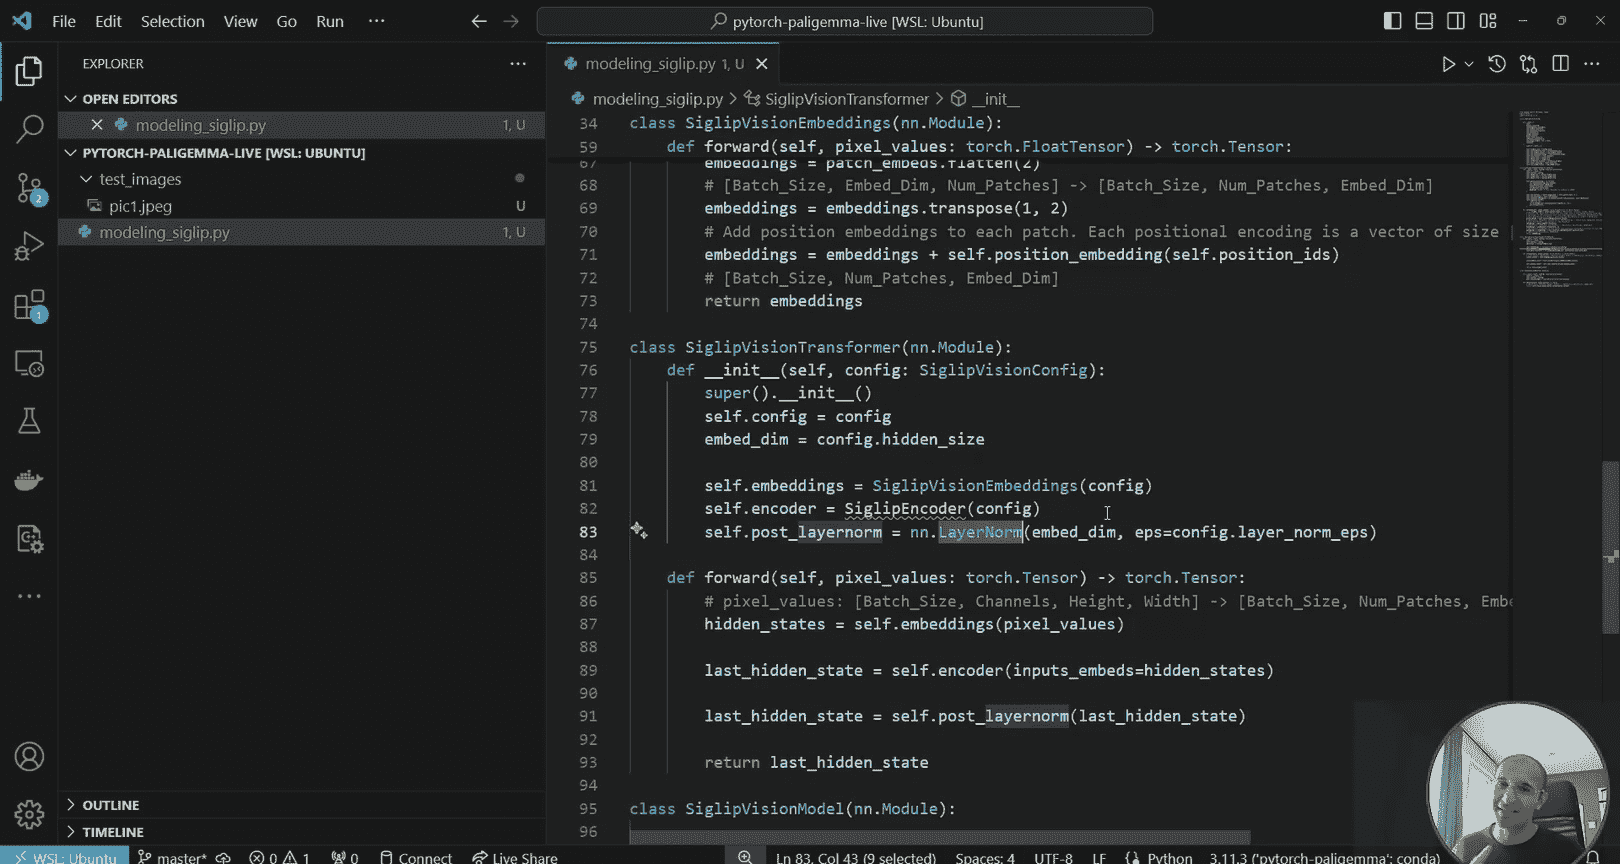 File Edit Selection View Go Run ···
pytorch-paligemma-live [WSL: Ubuntu]
EXPLORER
OPEN EDITORS
modeling_siglip.py 1, U
PYTORCH-PALIGEMMA-LIVE [WSL: UBUNTU]
test_images
pic1.jpeg U
modeling_siglip.py 1, U
OUTLINE
TIMELINE
2
1
modeling_siglip.py 1, U
modeling_siglip.py > SiglipVisionTransformer > __init__
34 class SiglipVisionEmbeddings(nn.Module):
59 def forward(self, pixel_values: torch.FloatTensor) -> torch.Tensor:
67 embeddings = patch_embeds.flatten(2)
68 # [Batch_Size, Embed_Dim, Num_Patches] -> [Batch_Size, Num_Patches, Embed_Dim]
69 embeddings = embeddings.transpose(1, 2)
70 # Add position embeddings to each patch. Each positional encoding is a vector of size [
71 embeddings = embeddings + self.position_embedding(self.position_ids)
72 # [Batch_Size, Num_Patches, Embed_Dim]
73 return embeddings
74
75 class SiglipVisionTransformer(nn.Module):
76 def __init__(self, config: SiglipVisionConfig):
77 super().__init__()
78 self.config = config
79 embed_dim = config.hidden_size
80
81 self.embeddings = SiglipVisionEmbeddings(config)
82 self.encoder = SiglipEncoder(config)
83 self.post_layernorm = nn.LayerNorm(embed_dim, eps=config.layer_norm_eps)
84
85 def forward(self, pixel_values: torch.Tensor) -> torch.Tensor:
86 # pixel_values: [Batch_Size, Channels, Height, Width] -> [Batch_Size, Num_Patches, Embe
87 hidden_states = self.embeddings(pixel_values)
88
89 last_hidden_state = self.encoder(inputs_embeds=hidden_states)
90
91 last_hidden_state = self.post_layernorm(last_hidden_state)
92
93 return last_hidden_state
94
95 class SiglipVisionModel(nn.Module):
96
WSL: Ubuntu master* 0 1 0 Connect Live Share Ln 83, Col 43 (9 selected) Spaces: 4 UTF-8 LF {} Python 3.11.3 ('pytorch-paligemma': conda)